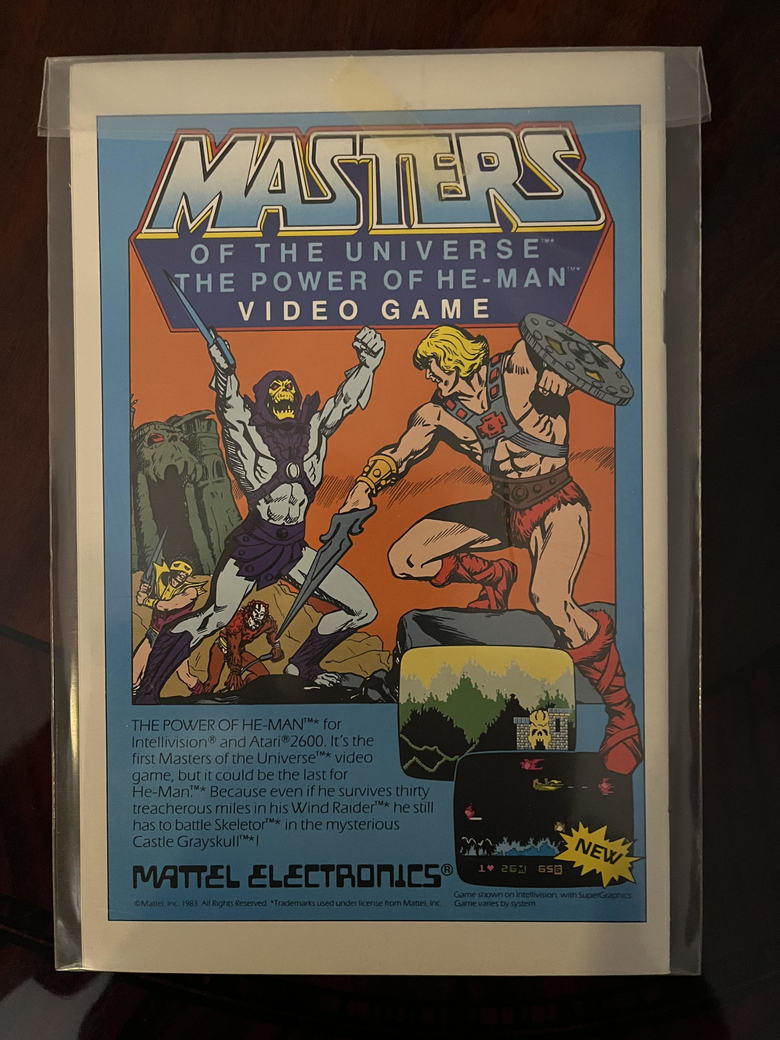 MASTERS
OF THE UNIVERSE™*
THE POWER OF HE-MAN™*
VIDEO GAME
THE POWER OF HE-MAN™* for
Intellivision® and Atari® 2600. It's the
first Masters of the Universe™* video
game, but it could be the last for
He-Man.™* Because even if he survives thirty
treacherous miles in his Wind Raider™* he still
has to battle Skeletor™* in the mysterious
Castle Grayskull™*!
NEW
MATTEL ELECTRONICS®
©Mattel, Inc. 1983. All Rights Reserved. *Trademarks used under license from Mattel, Inc.
Game shown on Intellivision, with SuperGraphics.
Game varies by system.